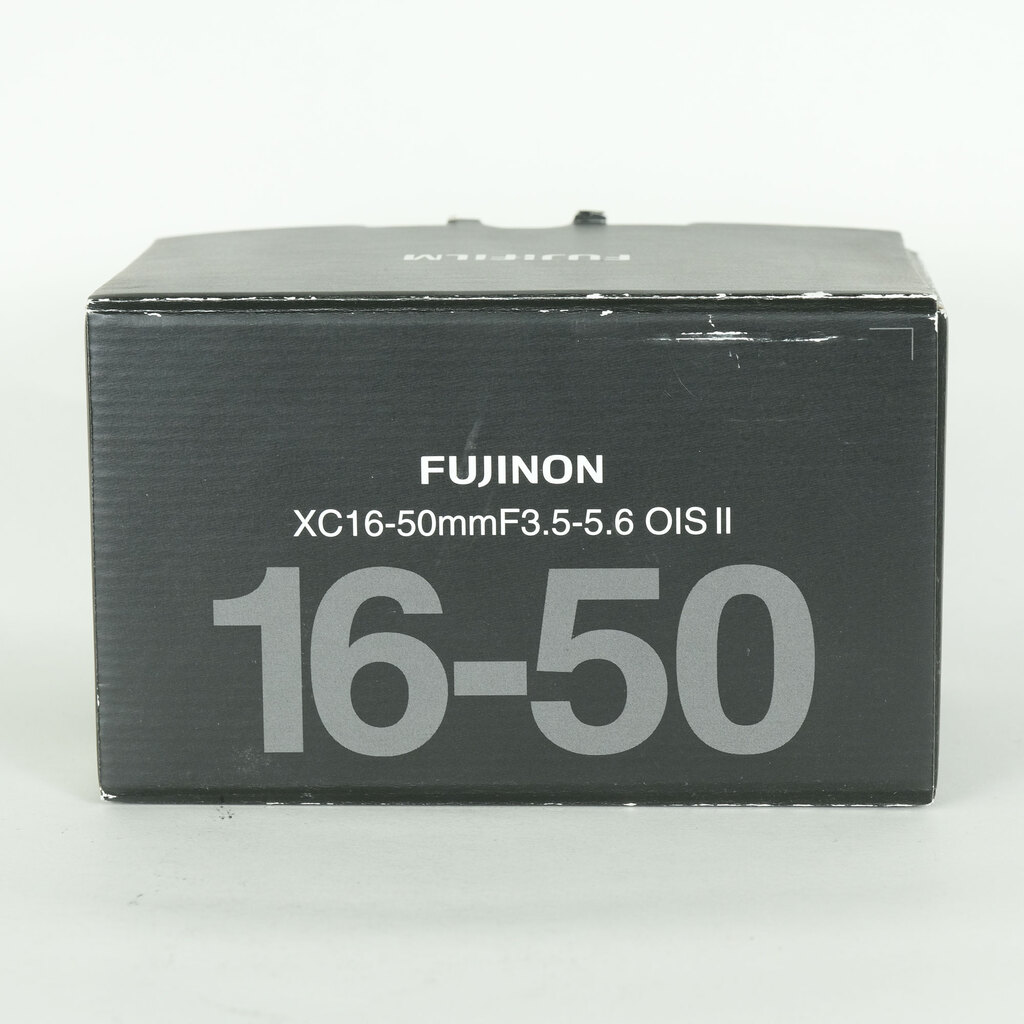 FUJIFILM
FUJINON
XC16-50mmF3.5-5.6 OIS II
16-50